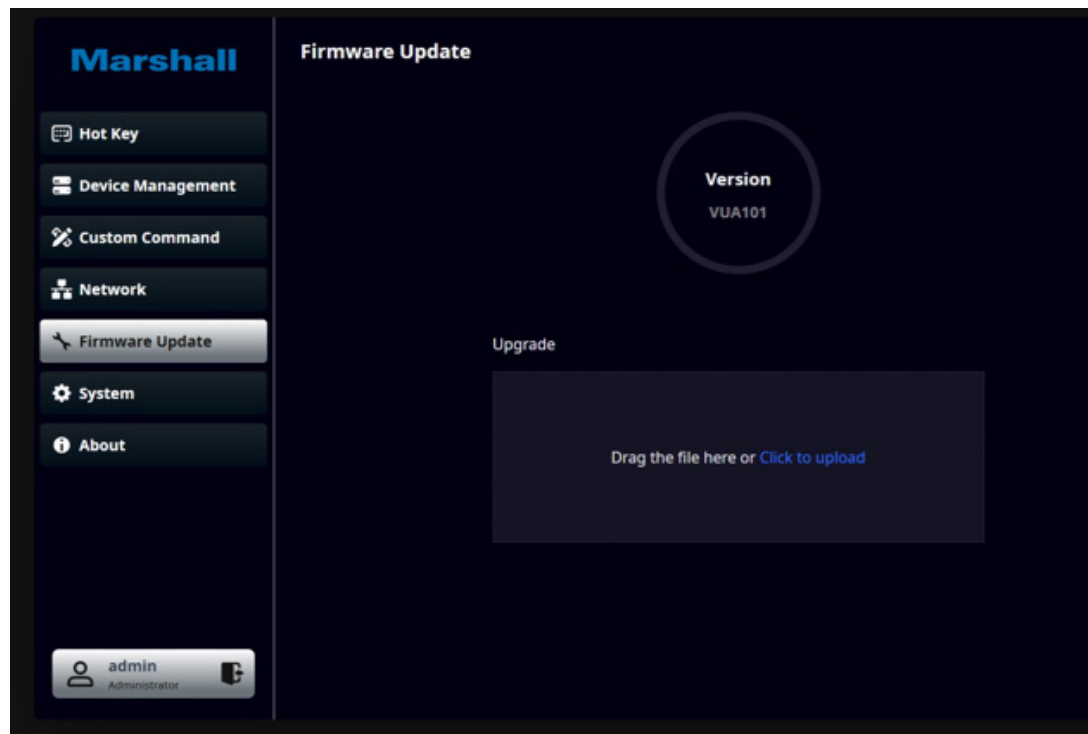 Marshall
Hot Key
Device Management
Custom Command
Network
Firmware Update
System
About
admin
Administrator
Firmware Update
Version
VUA101
Upgrade
Drag the file here or Click to upload